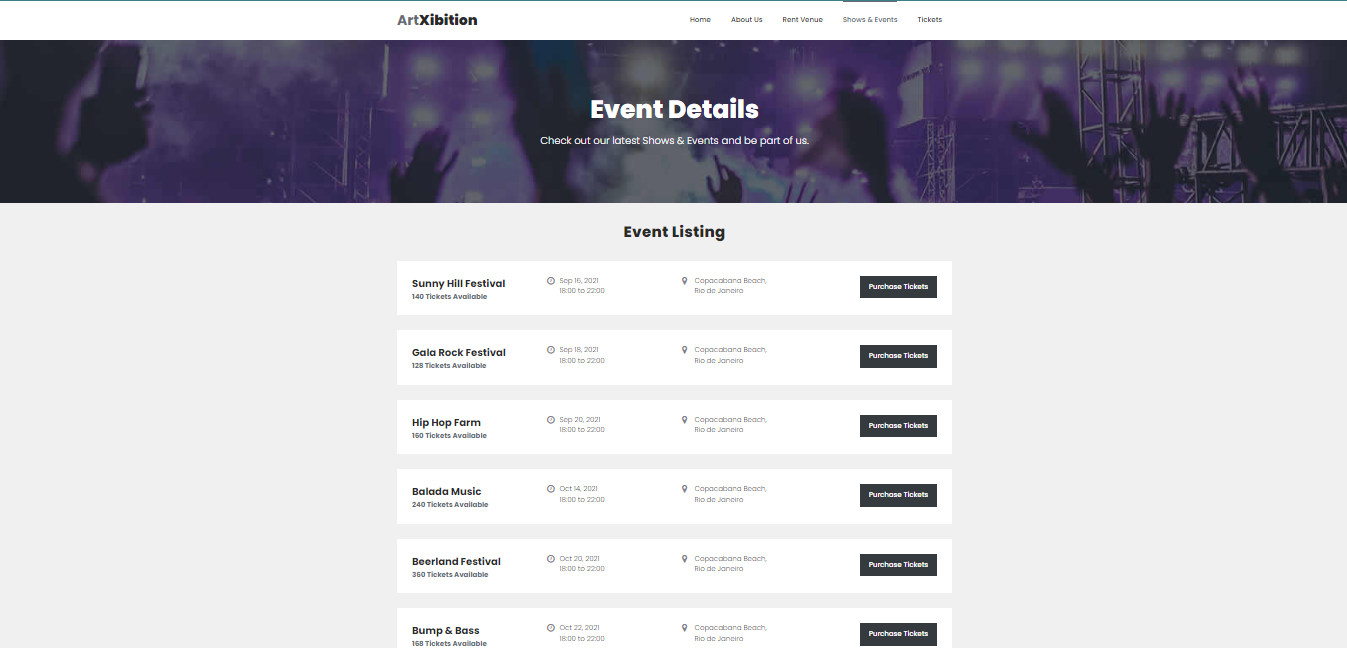 ArtXibition
Home About Us Rent Venue Shows & Events Tickets
Event Details
Check out our latest Shows & Events and be part of us.
Event Listing
Sunny Hill Festival
140 Tickets Available
Sep 16, 2021
18:00 to 22:00
Copacabana Beach,
Rio de Janeiro
Purchase Tickets
Gala Rock Festival
128 Tickets Available
Sep 18, 2021
18:00 to 22:00
Copacabana Beach,
Rio de Janeiro
Purchase Tickets
Hip Hop Farm
160 Tickets Available
Sep 20, 2021
18:00 to 22:00
Copacabana Beach,
Rio de Janeiro
Purchase Tickets
Balada Music
240 Tickets Available
Oct 14, 2021
18:00 to 22:00
Copacabana Beach,
Rio de Janeiro
Purchase Tickets
Beerland Festival
360 Tickets Available
Oct 20, 2021
18:00 to 22:00
Copacabana Beach,
Rio de Janeiro
Purchase Tickets
Bump & Bass
168 Tickets Available
Oct 22, 2021
18:00 to 22:00
Copacabana Beach,
Rio de Janeiro
Purchase Tickets